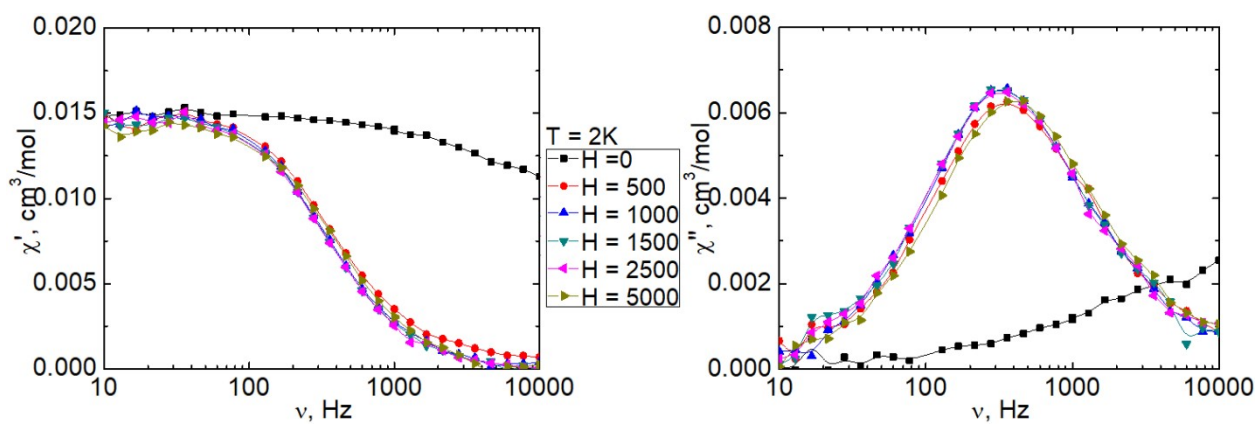 0.020
0.015
0.010
0.005
0.000
χ', cm³/mol
10
100
1000
10000
ν, Hz
T = 2K
H =0
H = 500
H = 1000
H = 1500
H = 2500
H = 5000
0.008
0.006
0.004
0.002
0.000
χ", cm³/mol
10
100
1000
10000
ν, Hz